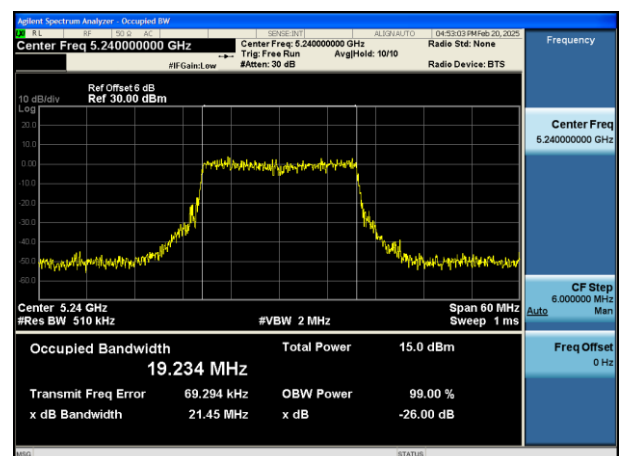 Agilent Spectrum Analyzer - Occupied BW
RL RF 50 Ω AC SENSE:INT ALIGNAUTO 04:53:03 PM Feb 20, 2025
Center Freq 5.240000000 GHz
Center Freq: 5.240000000 GHz
Radio Std: None
Trig: Free Run Avg|Hold: 10/10
#IFGain:Low #Atten: 30 dB
Radio Device: BTS
Ref Offset 6 dB
10 dB/div Ref 30.00 dBm
Log
20.0
10.0
0.00
-10.0
-20.0
-30.0
-40.0
-50.0
-60.0
Center 5.24 GHz Span 60 MHz
#Res BW 510 kHz #VBW 2 MHz Sweep 1 ms
Occupied Bandwidth Total Power 15.0 dBm
19.234 MHz
Transmit Freq Error 69.294 kHz OBW Power 99.00 %
x dB Bandwidth 21.45 MHz x dB -26.00 dB
MSG STATUS
Frequency
Center Freq
5.240000000 GHz
CF Step
6.000000 MHz
Auto Man
Freq Offset
0 Hz